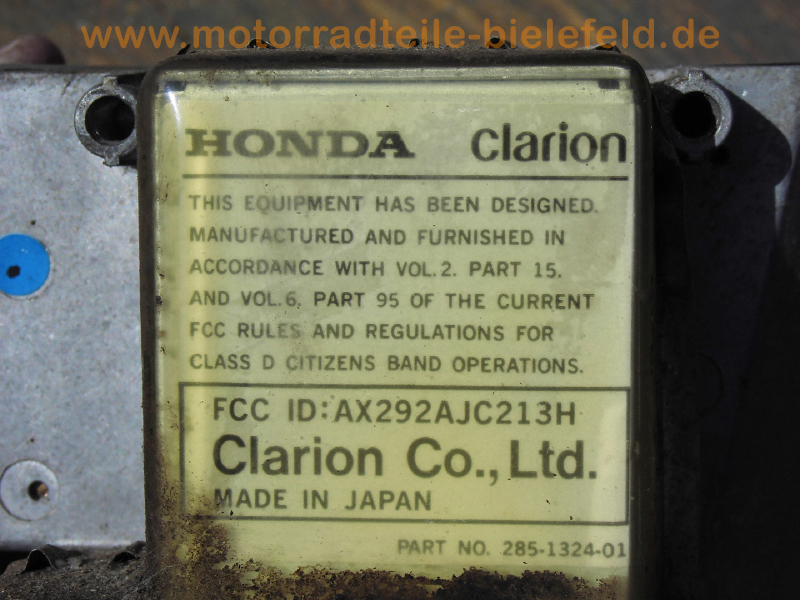 www.motorradteile-bielefeld.de
HONDA Clarion
THIS EQUIPMENT HAS BEEN DESIGNED.
MANUFACTURED AND FURNISHED IN
ACCORDANCE WITH VOL.2. PART 15.
AND VOL.6, PART 95 OF THE CURRENT
FCC RULES AND REGULATIONS FOR
CLASS D CITIZENS BAND OPERATIONS.
FCC ID:AX292AJC213H
Clarion Co., Ltd.
MADE IN JAPAN
PART NO. 285-1324-01